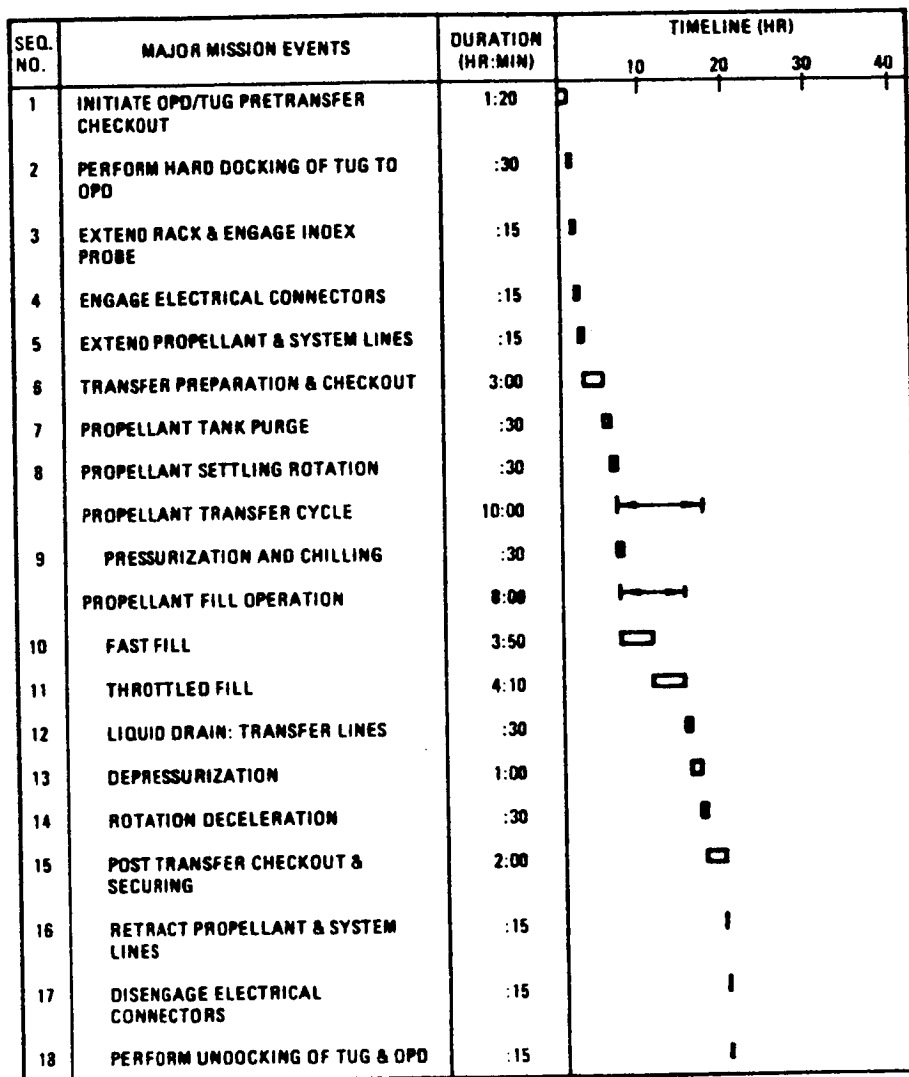 SEQ. NO. MAJOR MISSION EVENTS DURATION (HR:MIN) TIMELINE (HR)
10 20 30 40
1 INITIATE OPD/TUG PRETRANSFER 1:20
CHECKOUT
2 PERFORM HARD DOCKING OF TUG TO :30
OPD
3 EXTEND RACK & ENGAGE INDEX :15
PROBE
4 ENGAGE ELECTRICAL CONNECTORS :15
5 EXTEND PROPELLANT & SYSTEM LINES :15
6 TRANSFER PREPARATION & CHECKOUT 3:00
7 PROPELLANT TANK PURGE :30
8 PROPELLANT SETTLING ROTATION :30
PROPELLANT TRANSFER CYCLE 10:00
9 PRESSURIZATION AND CHILLING :30
PROPELLANT FILL OPERATION 8:00
10 FAST FILL 3:50
11 THROTTLED FILL 4:10
12 LIQUID DRAIN: TRANSFER LINES :30
13 DEPRESSURIZATION 1:00
14 ROTATION DECELERATION :30
15 POST TRANSFER CHECKOUT & 2:00
SECURING
16 RETRACT PROPELLANT & SYSTEM :15
LINES
17 DISENGAGE ELECTRICAL :15
CONNECTORS
18 PERFORM UNDOCKING OF TUG & OPD :15